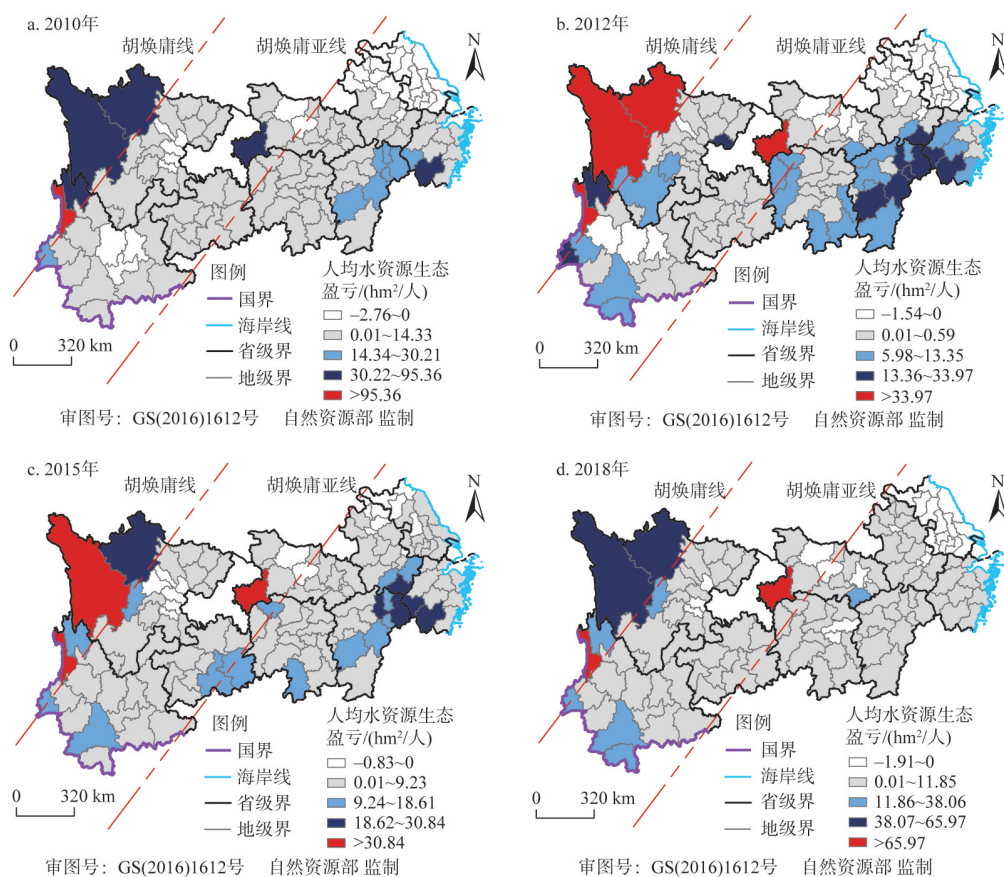 a. 2010年
胡焕庸线
胡焕庸亚线
N
图例
国界
海岸线
省级界
地级界
人均水资源生态
盈亏/(hm²/人)
–2.76~0
0.01~14.33
14.34~30.21
30.22~95.36
>95.36
0 320 km
审图号：GS(2016)1612号 自然资源部 监制
b. 2012年
胡焕庸线
胡焕庸亚线
N
图例
国界
海岸线
省级界
地级界
人均水资源生态
盈亏/(hm²/人)
–1.54~0
0.01~0.59
5.98~13.35
13.36~33.97
>33.97
0 320 km
审图号：GS(2016)1612号 自然资源部 监制
c. 2015年
胡焕庸线
胡焕庸亚线
N
图例
国界
海岸线
省级界
地级界
人均水资源生态
盈亏/(hm²/人)
–0.83~0
0.01~9.23
9.24~18.61
18.62~30.84
>30.84
0 320 km
审图号：GS(2016)1612号 自然资源部 监制
d. 2018年
胡焕庸线
胡焕庸亚线
N
图例
国界
海岸线
省级界
地级界
人均水资源生态
盈亏/(hm²/人)
–1.91~0
0.01~11.85
11.86~38.06
38.07~65.97
>65.97
0 320 km
审图号：GS(2016)1612号 自然资源部 监制